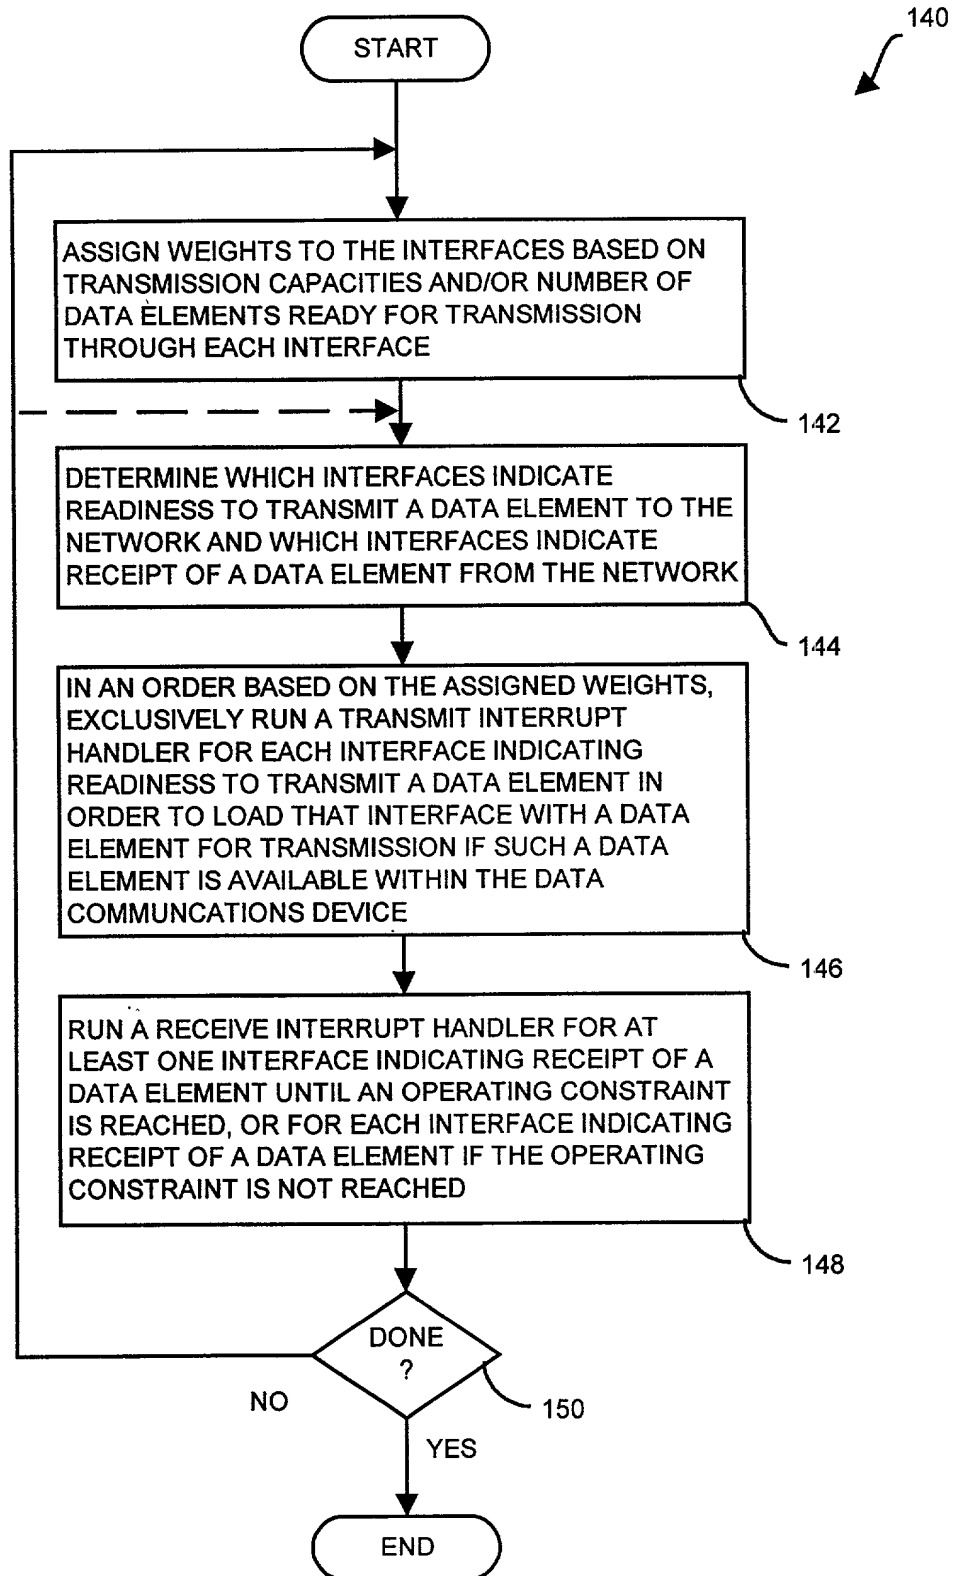 140
START
ASSIGN WEIGHTS TO THE INTERFACES BASED ON
TRANSMISSION CAPACITIES AND/OR NUMBER OF
DATA ELEMENTS READY FOR TRANSMISSION
THROUGH EACH INTERFACE
142
DETERMINE WHICH INTERFACES INDICATE
READINESS TO TRANSMIT A DATA ELEMENT TO THE
NETWORK AND WHICH INTERFACES INDICATE
RECEIPT OF A DATA ELEMENT FROM THE NETWORK
144
IN AN ORDER BASED ON THE ASSIGNED WEIGHTS,
EXCLUSIVELY RUN A TRANSMIT INTERRUPT
HANDLER FOR EACH INTERFACE INDICATING
READINESS TO TRANSMIT A DATA ELEMENT IN
ORDER TO LOAD THAT INTERFACE WITH A DATA
ELEMENT FOR TRANSMISSION IF SUCH A DATA
ELEMENT IS AVAILABLE WITHIN THE DATA
COMMUNCATIONS DEVICE
146
RUN A RECEIVE INTERRUPT HANDLER FOR AT
LEAST ONE INTERFACE INDICATING RECEIPT OF A
DATA ELEMENT UNTIL AN OPERATING CONSTRAINT
IS REACHED, OR FOR EACH INTERFACE INDICATING
RECEIPT OF A DATA ELEMENT IF THE OPERATING
CONSTRAINT IS NOT REACHED
148
DONE
?
150
NO
YES
END